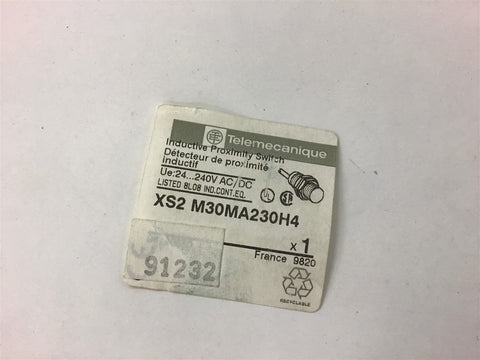 Telemecanique
Inductive Proximity Switch
Détecteur de proximité
inductif
Ue:24...240V AC/DC
LISTED 8L08 IND.CONT.EQ.
UL
XS2 M30MA230H4
x 1
91232
France 9820
RECYCLABLE